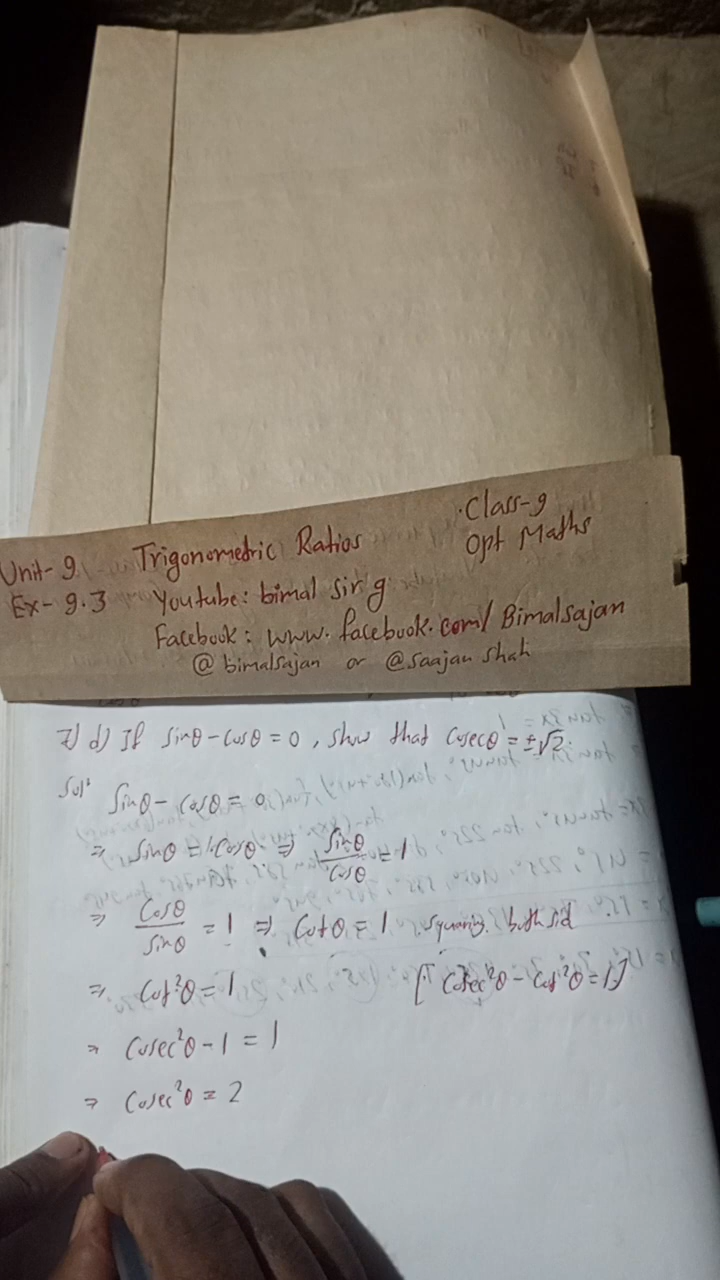 Unit-9 Trigonometric Ratios Class-9
Ex-9.3 Youtube: bimal sir g Opt Maths
Facebook: www.facebook.com/Bimalsajan
@bimalsajan or @saajan shah
7) d) If sinθ-cosθ=0, show that cosecθ=±√2.
Solⁿ
sinθ - cosθ = 0
⇒ sinθ = 1.cosθ ⇒ sinθ/cosθ = 1
⇒ cosθ/sinθ = 1 ⇒ cotθ = 1 squaring both sid
⇒ cot²θ = 1 [∵ cosec²θ - cot²θ = 1]
⇒ cosec²θ - 1 = 1
⇒ cosec²θ = 2